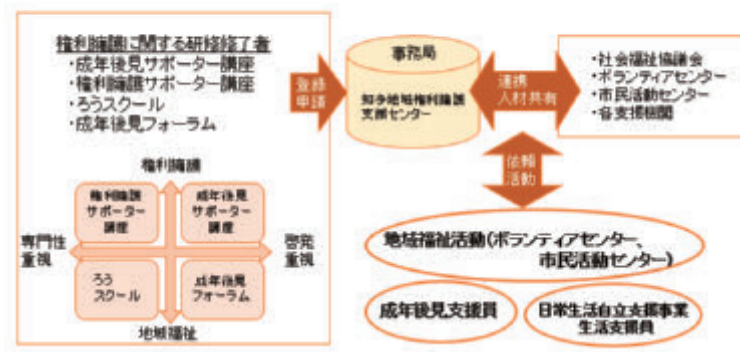 権利擁護に関する研修修了者
・成年後見サポーター講座
・権利擁護サポーター講座
・ろうスクール
・成年後見フォーラム
権利擁護
権利擁護
サポーター
講座
成年後見
サポーター
講座
専門性
重視
啓発
重視
ろう
スクール
成年後見
フォーラム
地域福祉
登録
申請
事務局
知多地域権利擁護
支援センター
連携
人材共有
・社会福祉協議会
・ボランティアセンター
・市民活動センター
・各支援機関
依頼
活動
地域福祉活動(ボランティアセンター、
市民活動センター)
成年後見支援員
日常生活自立支援事業
生活支援員